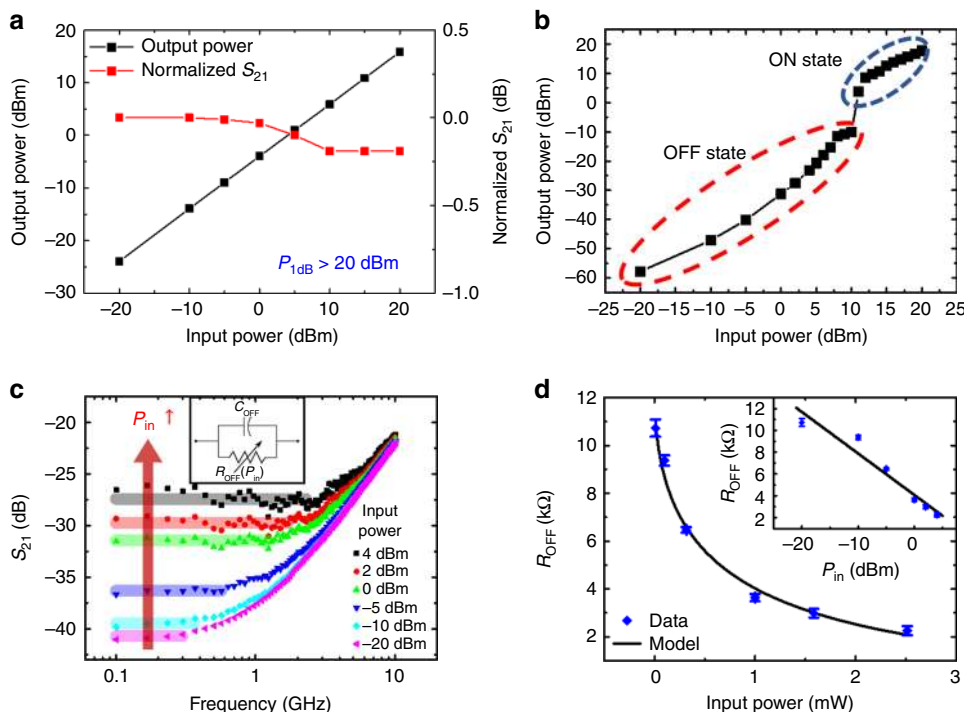 a
20
10
0
−10
−20
−30
Output power (dBm)
Output power
Normalized S21
P1dB > 20 dBm
0.5
0.0
−0.5
−1.0
Normalized S21 (dB)
−20 −10 0 10 20
Input power (dBm)
b
20
10
0
−10
−20
−30
−40
−50
−60
Output power (dBm)
ON state
OFF state
−25 −20 −15 −10 −5 0 5 10 15 20 25
Input power (dBm)
c
−20
−25
−30
−35
−40
S21 (dB)
Pin ↑
COFF
ROFF(Pin)
Input
power
4 dBm
2 dBm
0 dBm
−5 dBm
−10 dBm
−20 dBm
0.1 1 10
Frequency (GHz)
d
12
10
8
6
4
2
ROFF (kΩ)
12
10
8
6
4
2
ROFF (kΩ)
−20 −10 0
Pin (dBm)
Data
Model
0 1 2 3
Input power (mW)